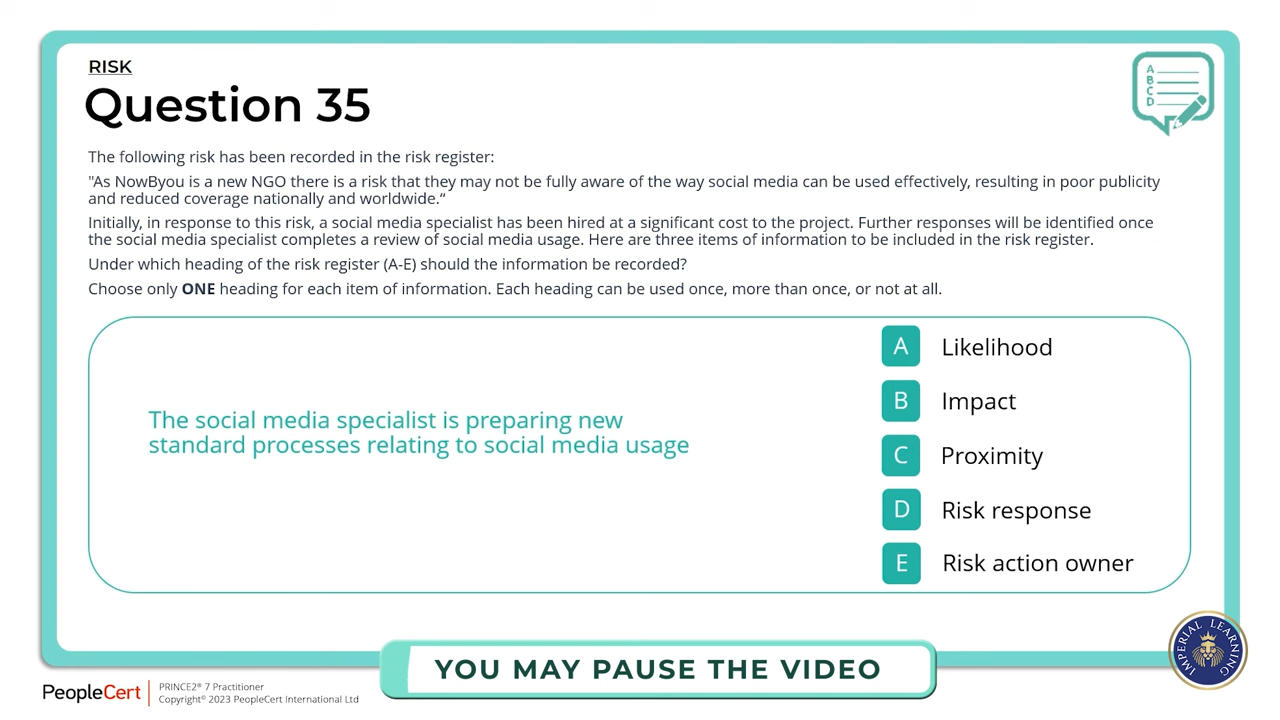 RISK
Question 35
A
B
C
D
The following risk has been recorded in the risk register:
"As NowByou is a new NGO there is a risk that they may not be fully aware of the way social media can be used effectively, resulting in poor publicity
and reduced coverage nationally and worldwide.“
Initially, in response to this risk, a social media specialist has been hired at a significant cost to the project. Further responses will be identified once
the social media specialist completes a review of social media usage. Here are three items of information to be included in the risk register.
Under which heading of the risk register (A-E) should the information be recorded?
Choose only ONE heading for each item of information. Each heading can be used once, more than once, or not at all.
The social media specialist is preparing new
standard processes relating to social media usage
A Likelihood
B Impact
C Proximity
D Risk response
E Risk action owner
YOU MAY PAUSE THE VIDEO
IMPERIAL LEARNING
PeopleCert
PRINCE2® 7 Practitioner
Copyright© 2023 PeopleCert International Ltd